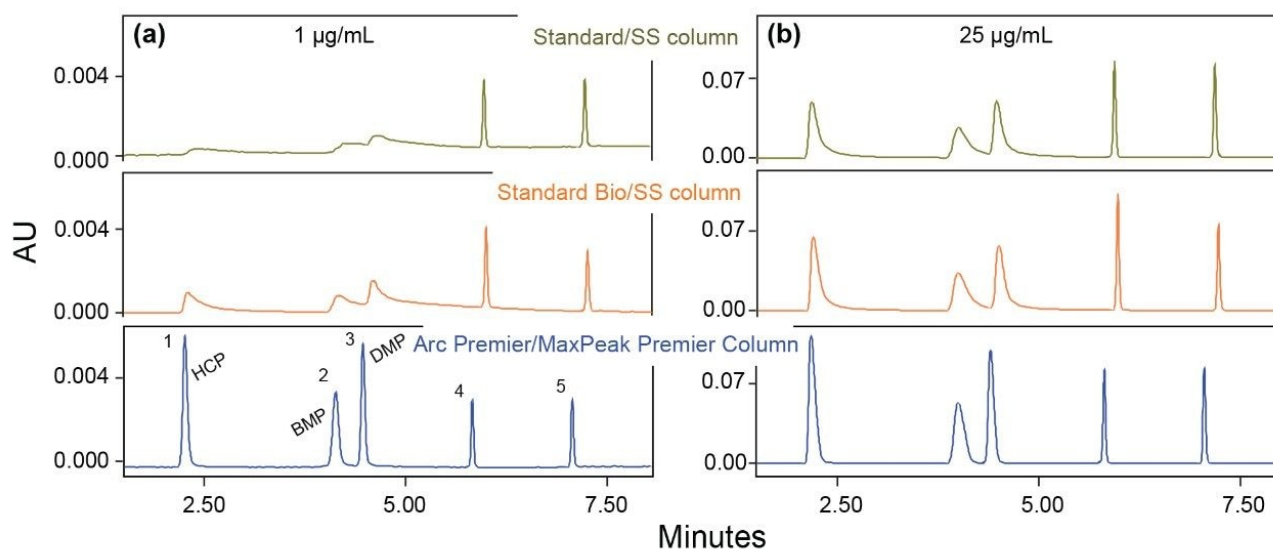 (a)
1 µg/mL
Standard/SS column
(b)
25 µg/mL
0.004
0.000
0.07
0.00
Standard Bio/SS column
0.004
0.000
0.07
0.00
AU
Arc Premier/MaxPeak Premier Column
1
HCP
2
BMP
3
DMP
4
5
0.004
0.000
0.07
0.00
2.50
5.00
7.50
2.50
5.00
7.50
Minutes